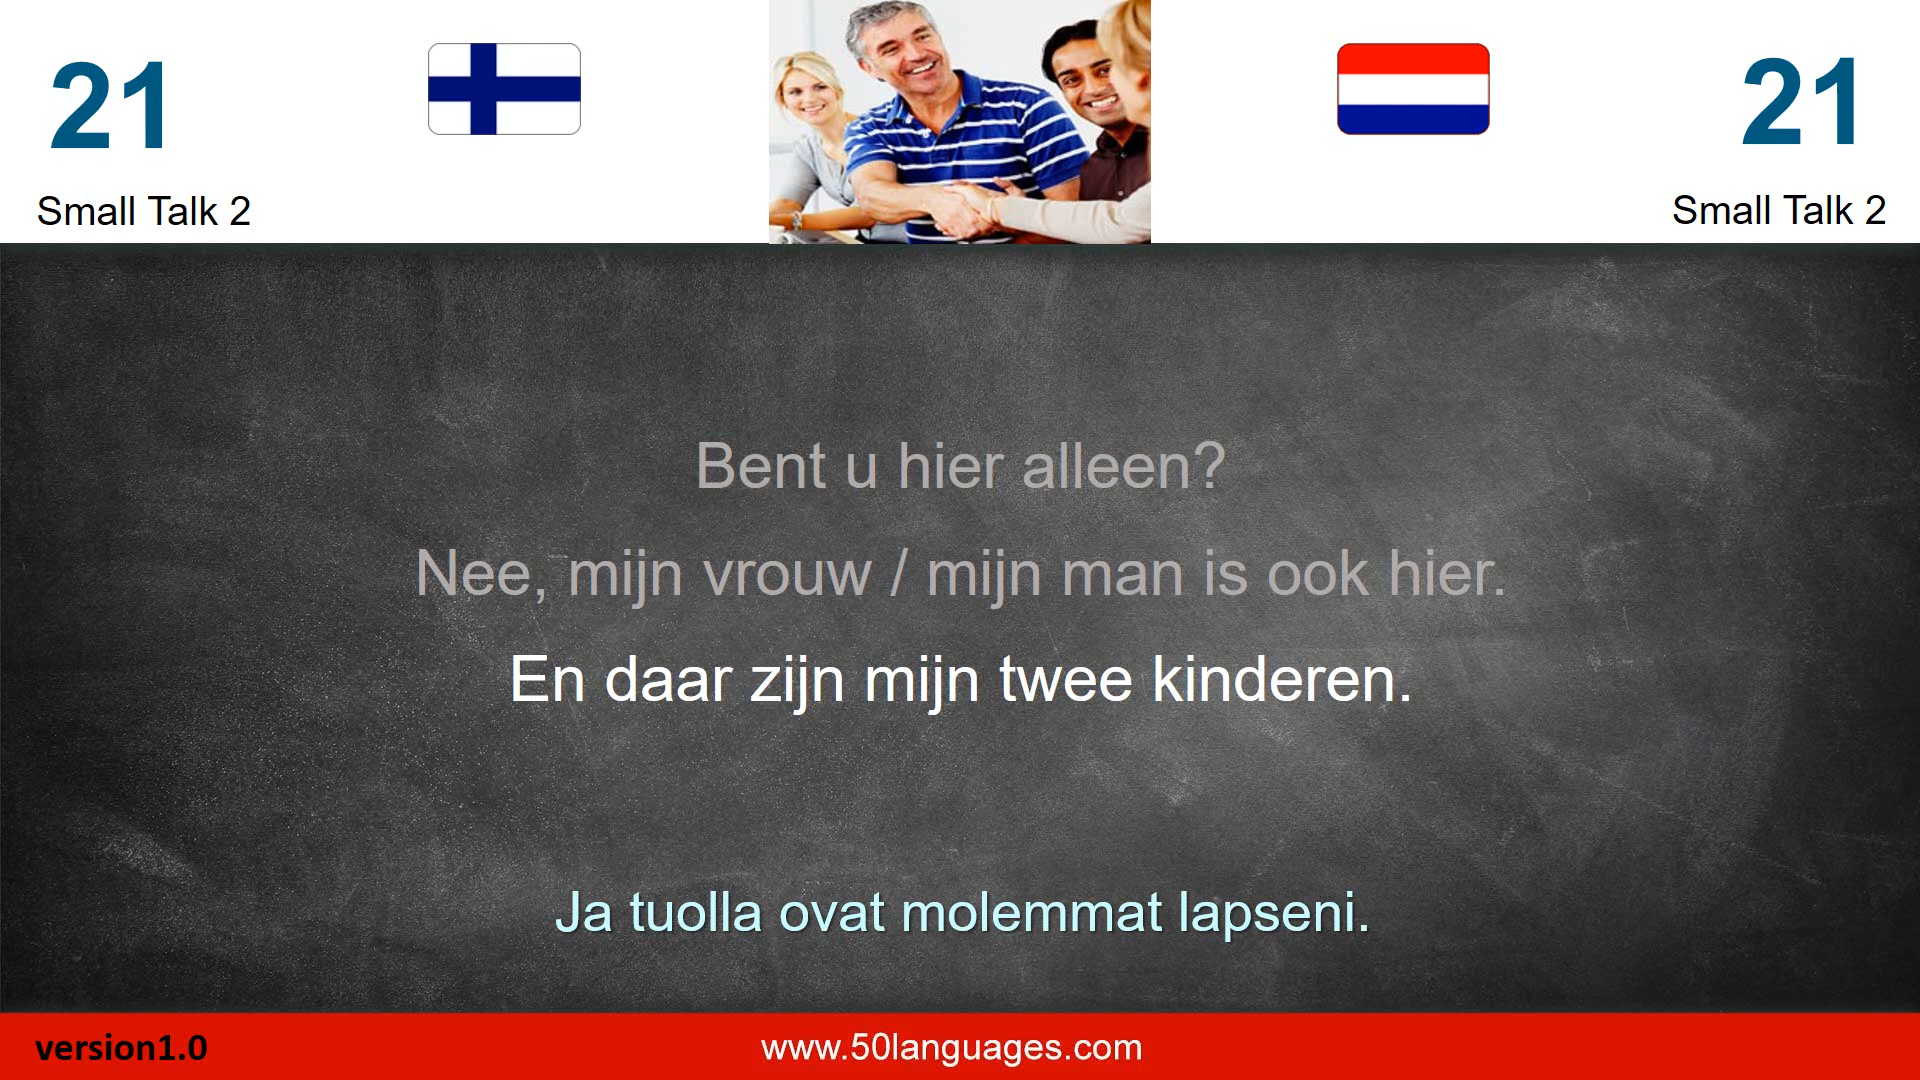 21
21
Small Talk 2
Small Talk 2
Bent u hier alleen?
Nee, mijn vrouw / mijn man is ook hier.
En daar zijn mijn twee kinderen.
Ja tuolla ovat molemmat lapseni.
version1.0
www.50languages.com